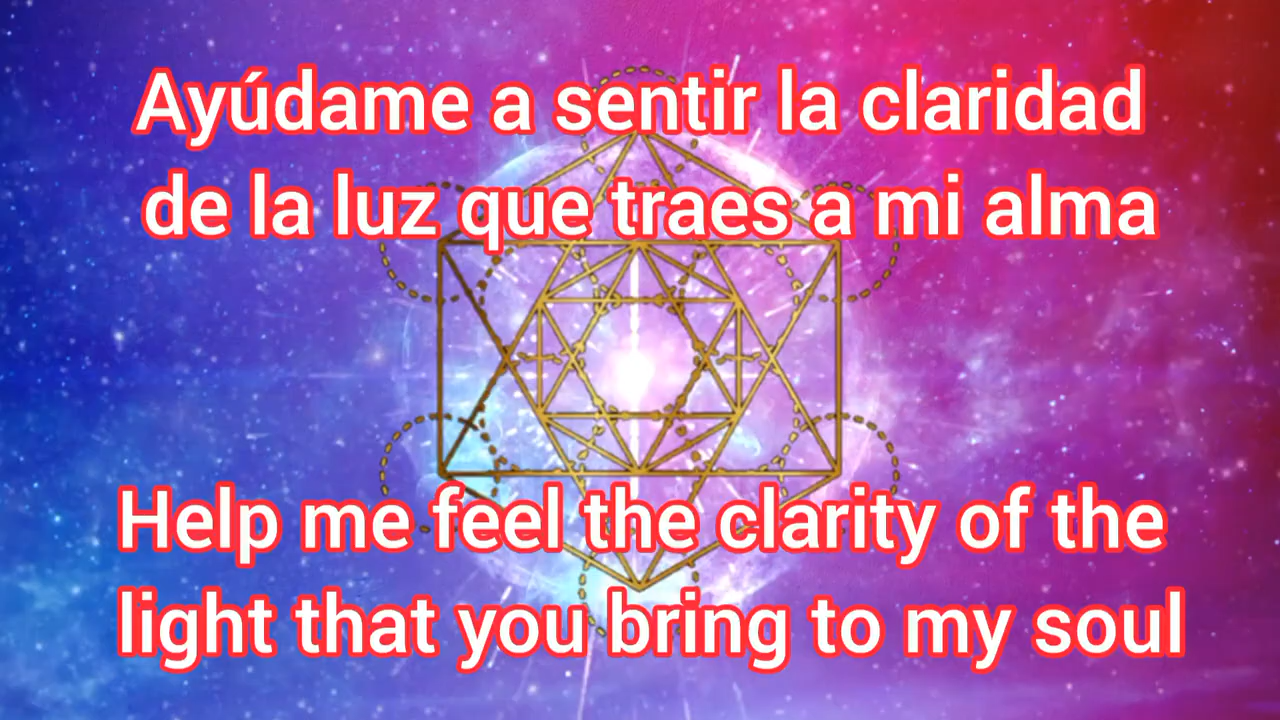 Ayúdame a sentir la claridad
de la luz que traes a mi alma
Help me feel the clarity of the
light that you bring to my soul